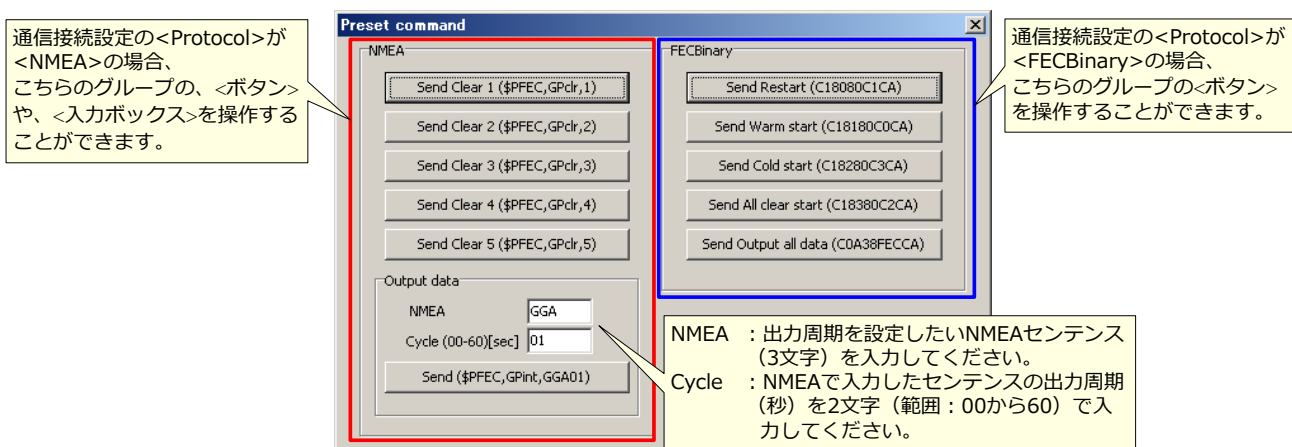 通信接続設定の<Protocol>が
<NMEA>の場合、
こちらのグループの、<ボタン>
や、<入力ボックス>を操作する
ことができます。
Preset command
NMEA
Send Clear 1 ($PFEC,GPclr,1)
Send Clear 2 ($PFEC,GPclr,2)
Send Clear 3 ($PFEC,GPclr,3)
Send Clear 4 ($PFEC,GPclr,4)
Send Clear 5 ($PFEC,GPclr,5)
Output data
NMEA GGA
Cycle (00-60)[sec] 01
Send ($PFEC,GPint,GGA01)
FECBinary
Send Restart (C18080C1CA)
Send Warm start (C18180C0CA)
Send Cold start (C18280C3CA)
Send All clear start (C18380C2CA)
Send Output all data (C0A38FECCA)
通信接続設定の<Protocol>が
<FECBinary>の場合、
こちらのグループの<ボタン>
を操作することができます。
NMEA ：出力周期を設定したいNMEAセンテンス
（3文字）を入力してください。
Cycle ：NMEAで入力したセンテンスの出力周期
（秒）を2文字（範囲：00から60）で入
力してください。